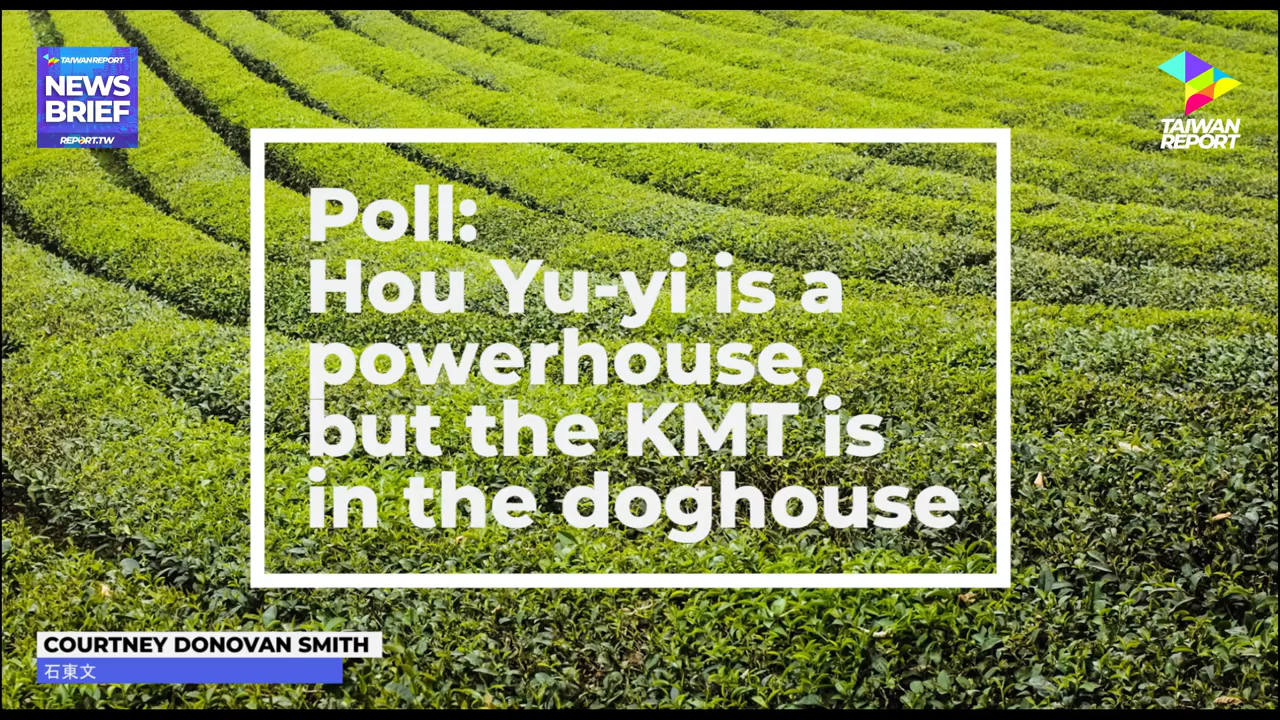 TAIWAN REPORT
NEWS
BRIEF
REPORT.TW
TAIWAN
REPORT
Poll:
Hou Yu-yi is a
powerhouse,
but the KMT is
in the doghouse
COURTNEY DONOVAN SMITH
石東文